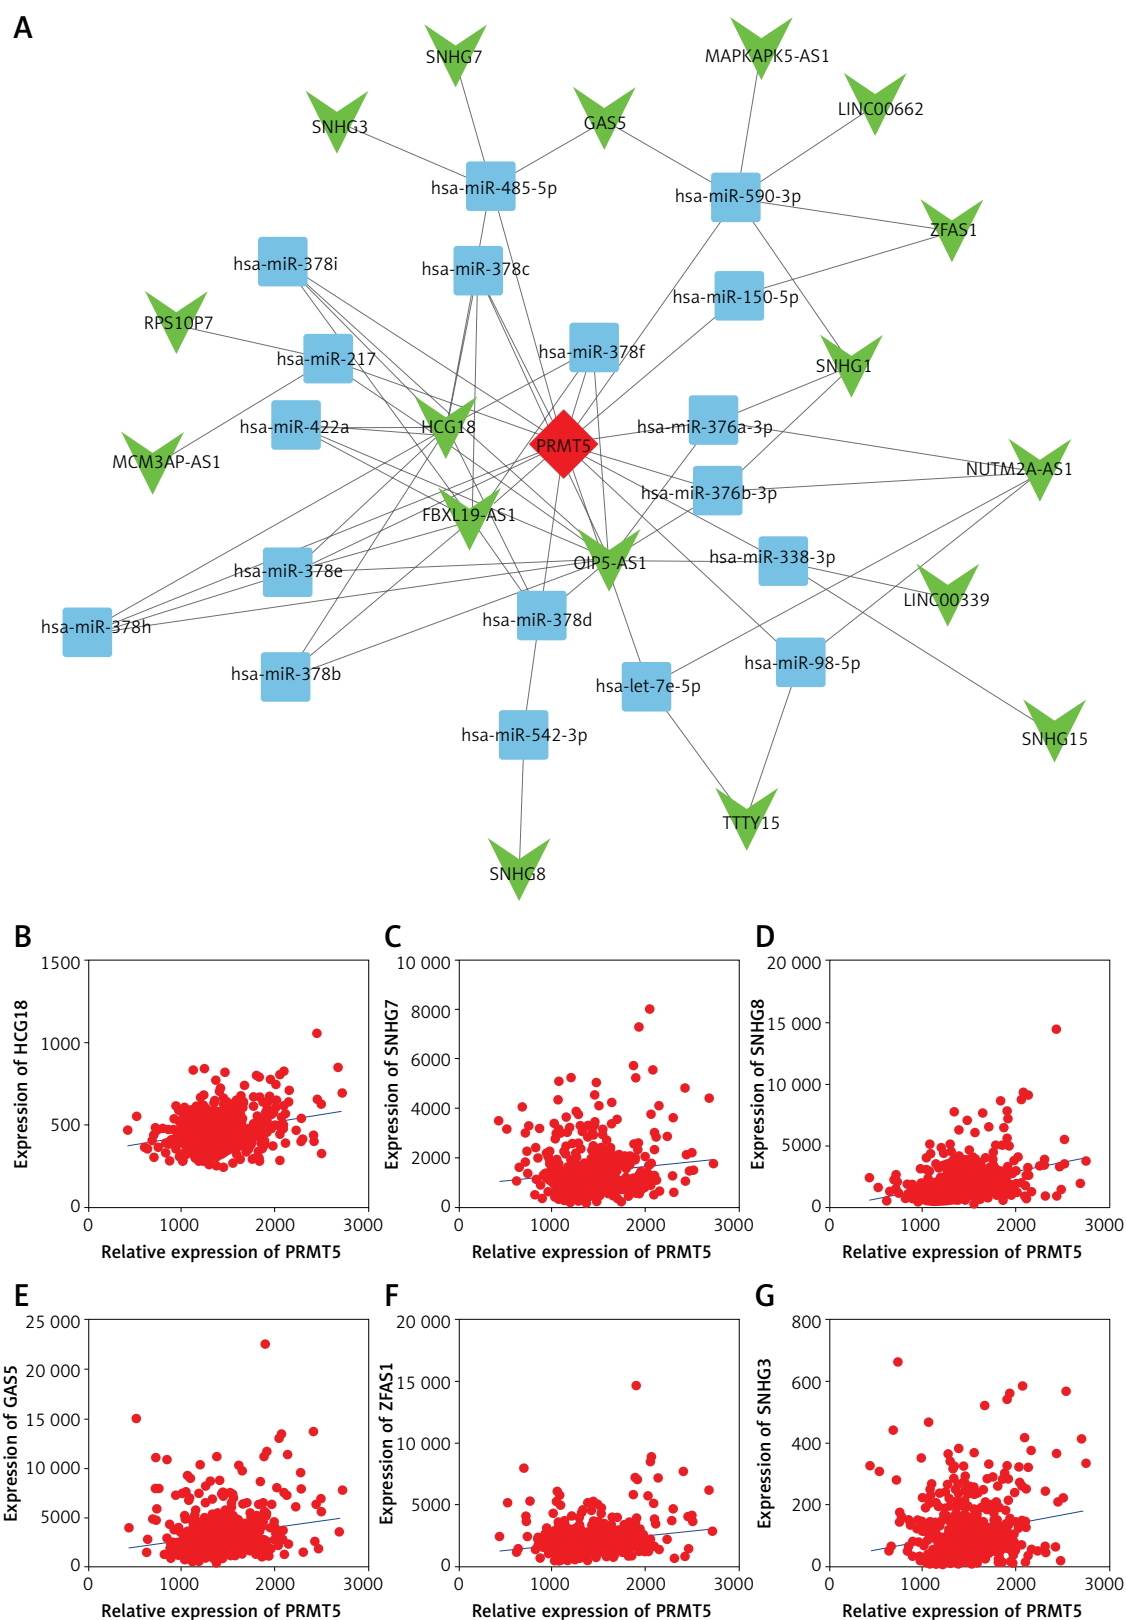 A
SNHG7
MAPKAPK5-AS1
LINC00662
SNHG3
GAS5
hsa-miR-485-5p
hsa-miR-590-3p
ZFAS1
hsa-miR-378i
hsa-miR-378c
hsa-miR-150-5p
RPS10P7
hsa-miR-217
hsa-miR-378f
SNHG1
hsa-miR-422a
HCG18
PRMT5
hsa-miR-376a-3p
MCM3AP-AS1
NUTM2A-AS1
hsa-miR-376b-3p
FBXL19-AS1
OIP5-AS1
hsa-miR-338-3p
hsa-miR-378e
LINC00339
hsa-miR-378h
hsa-miR-378d
hsa-miR-378b
hsa-let-7e-5p
hsa-miR-98-5p
hsa-miR-542-3p
SNHG15
TTTY15
SNHG8
B
1500
1000
500
0
0 1000 2000 3000
Expression of HCG18
Relative expression of PRMT5
C
10 000
8000
6000
4000
2000
0
0 1000 2000 3000
Expression of SNHG7
Relative expression of PRMT5
D
20 000
15 000
10 000
5000
0
0 1000 2000 3000
Expression of SNHG8
Relative expression of PRMT5
E
25 000
20 000
15 000
10 000
5000
0
0 1000 2000 3000
Expression of GAS5
Relative expression of PRMT5
F
20 000
15 000
10 000
5000
0
0 1000 2000 3000
Expression of ZFAS1
Relative expression of PRMT5
G
800
600
400
200
0
0 1000 2000 3000
Expression of SNHG3
Relative expression of PRMT5